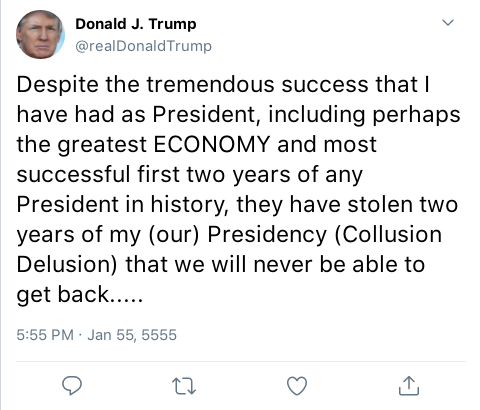 Donald J. Trump
@realDonaldTrump
Despite the tremendous success that I
have had as President, including perhaps
the greatest ECONOMY and most
successful first two years of any
President in history, they have stolen two
years of my (our) Presidency (Collusion
Delusion) that we will never be able to
get back.....
5:55 PM · Jan 55, 5555